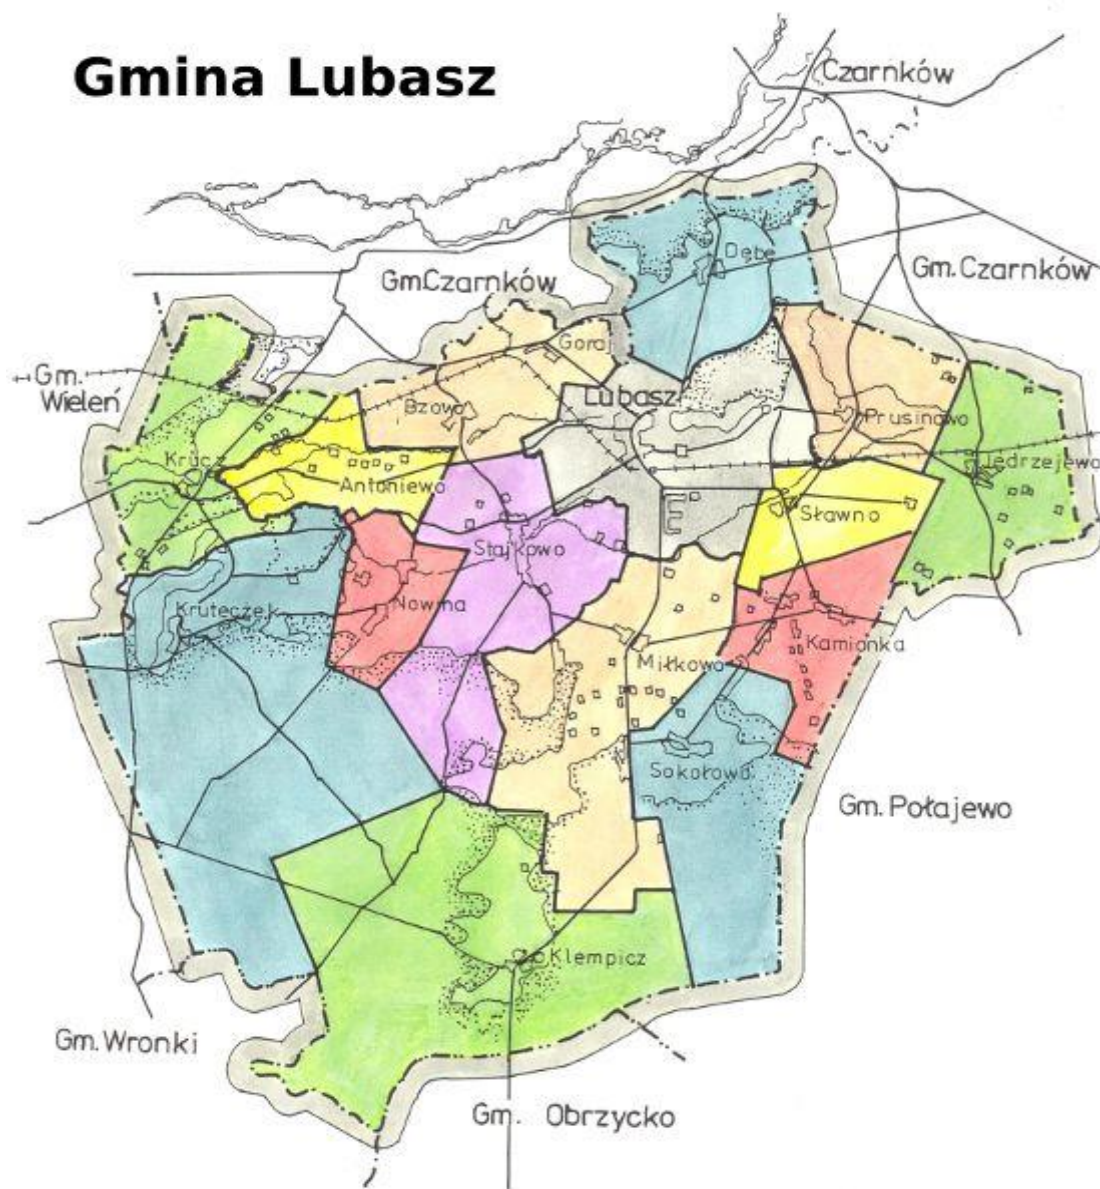 Gmina Lubasz
Czarnków
Dębe
Gm. Czarnków
Gm.Czarnków
Goraj
Gm.
Wieleń
Lubasz
Bzowo
Prusinowo
Krucz
Antoniewo
Jędrzejewo
Sławno
Stajkowo
Kruteczek
Nowina
Kamionka
Miłkowo
Sokołowo
Gm. Połajewo
Klempicz
Gm. Wronki
Gm. Obrzycko